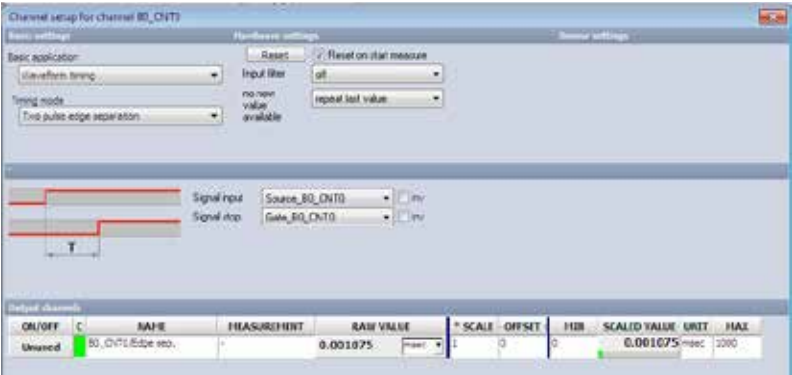 Channel setup for channel B0_CNT0
Basic settings Hardware settings Sensor settings
Basic application
Waveform timing
Timing mode
Two pulse edge separation
Reset Reset on start measure
Input filter off
no new value available repeat last value
Signal input Source_B0_CNT0 Inv
Signal stop Gate_B0_CNT0 Inv
T
Output channels
ON/OFF C NAME MEASUREMENT RAW VALUE * SCALE OFFSET MIN SCALED VALUE UNIT MAX
Unused B0_CNT0/Edge sep. - 0.001075 msec 1 0 0 0.001075 msec 1000